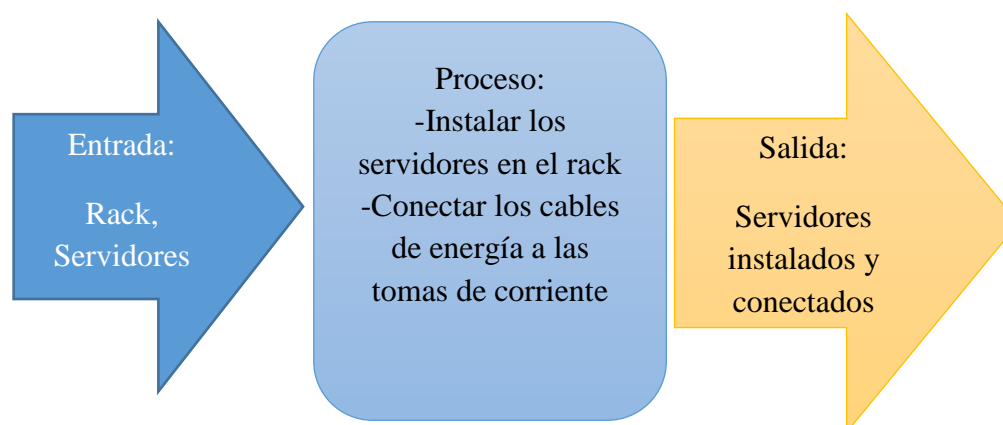 Entrada:
Rack,
Servidores
Proceso:
-Instalar los
servidores en el rack
-Conectar los cables
de energía a las
tomas de corriente
Salida:
Servidores
instalados y
conectados